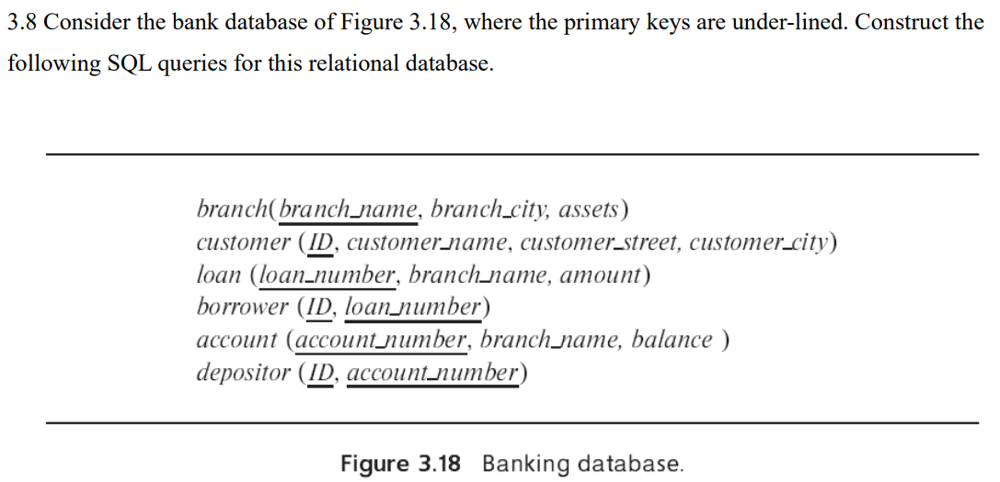 3.8 Consider the bank database of Figure 3.18, where the primary keys are under-lined. Construct the
following SQL queries for this relational database.
branch(branch_name, branch_city, assets)
customer (ID, customer_name, customer_street, customer_city)
loan (loan_number, branch_name, amount)
borrower (ID, loan_number)
account (account_number, branch_name, balance )
depositor (ID, account_number)
Figure 3.18 Banking database.